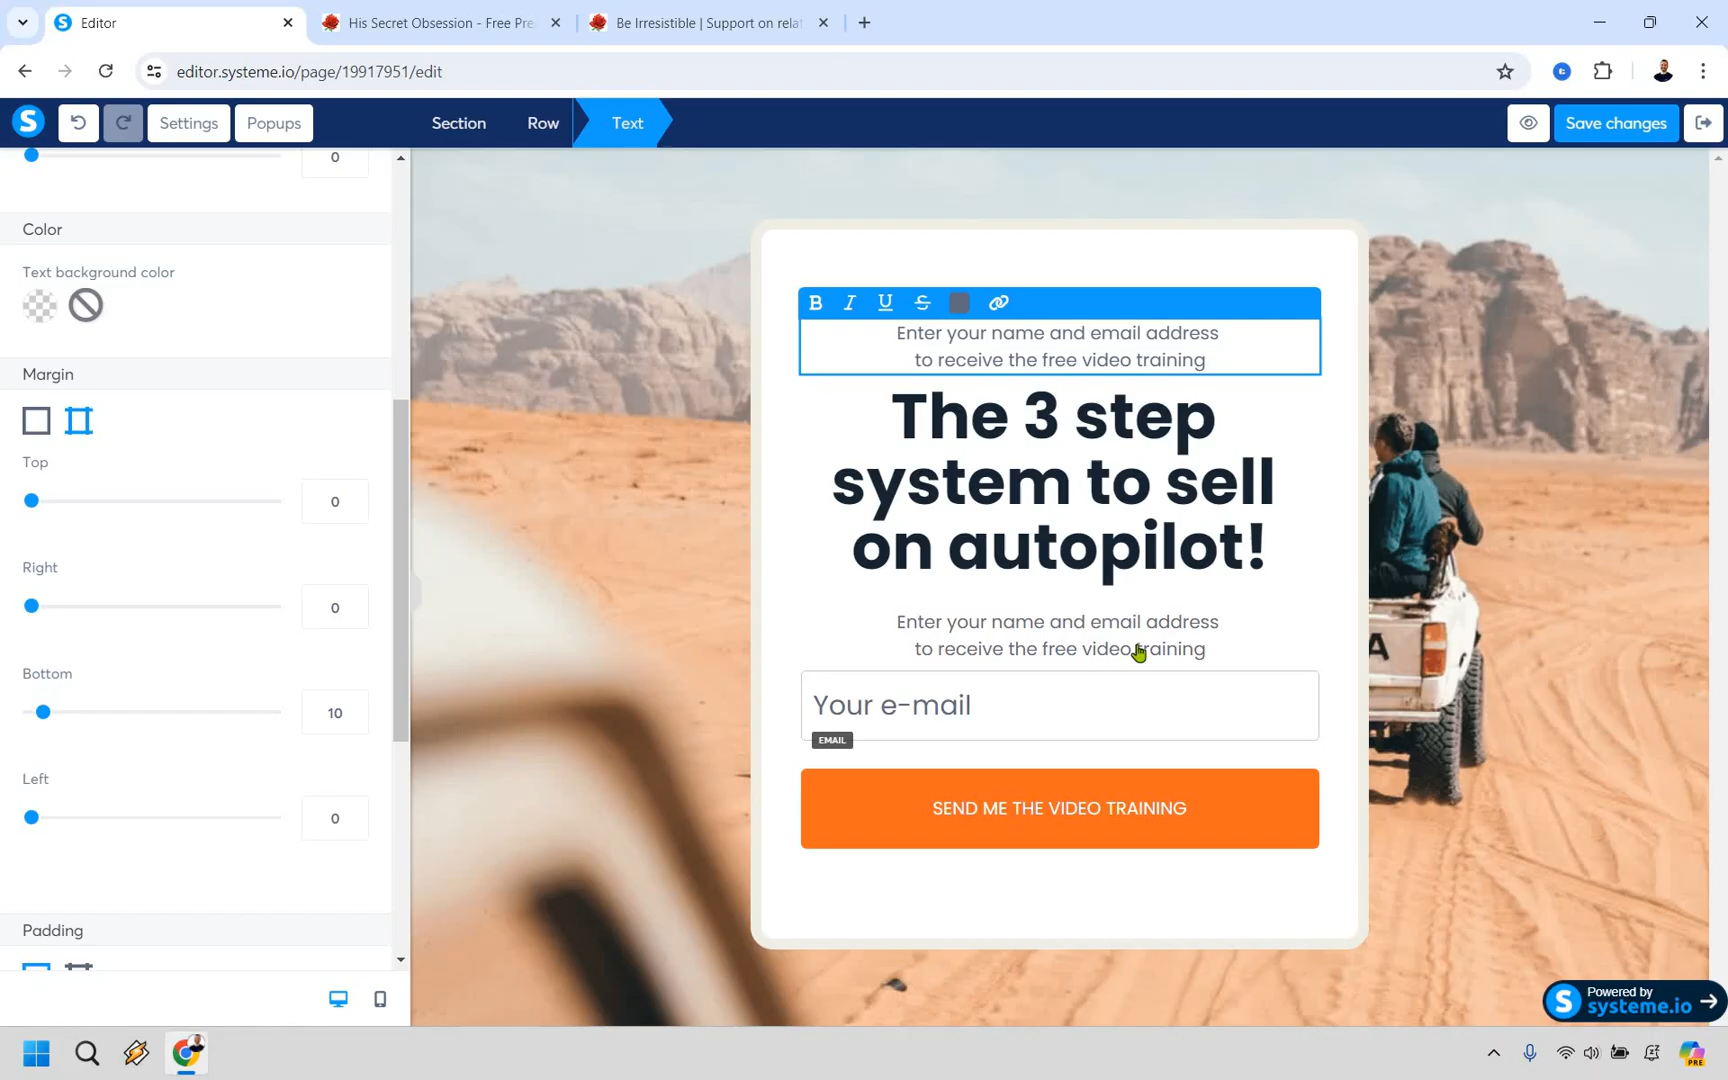 Editor
His Secret Obsession - Free Pre
Be Irresistible | Support on relat
editor.systeme.io/page/19917951/edit
Settings
Popups
Section
Row
Text
Save changes
0
Color
Text background color
Margin
Top
0
Right
0
Bottom
10
Left
0
Padding
B I U S
Enter your name and email address
to receive the free video training
The 3 step
system to sell
on autopilot!
Enter your name and email address
to receive the free video training
Your e-mail
EMAIL
SEND ME THE VIDEO TRAINING
Powered by
systeme.io
PRE